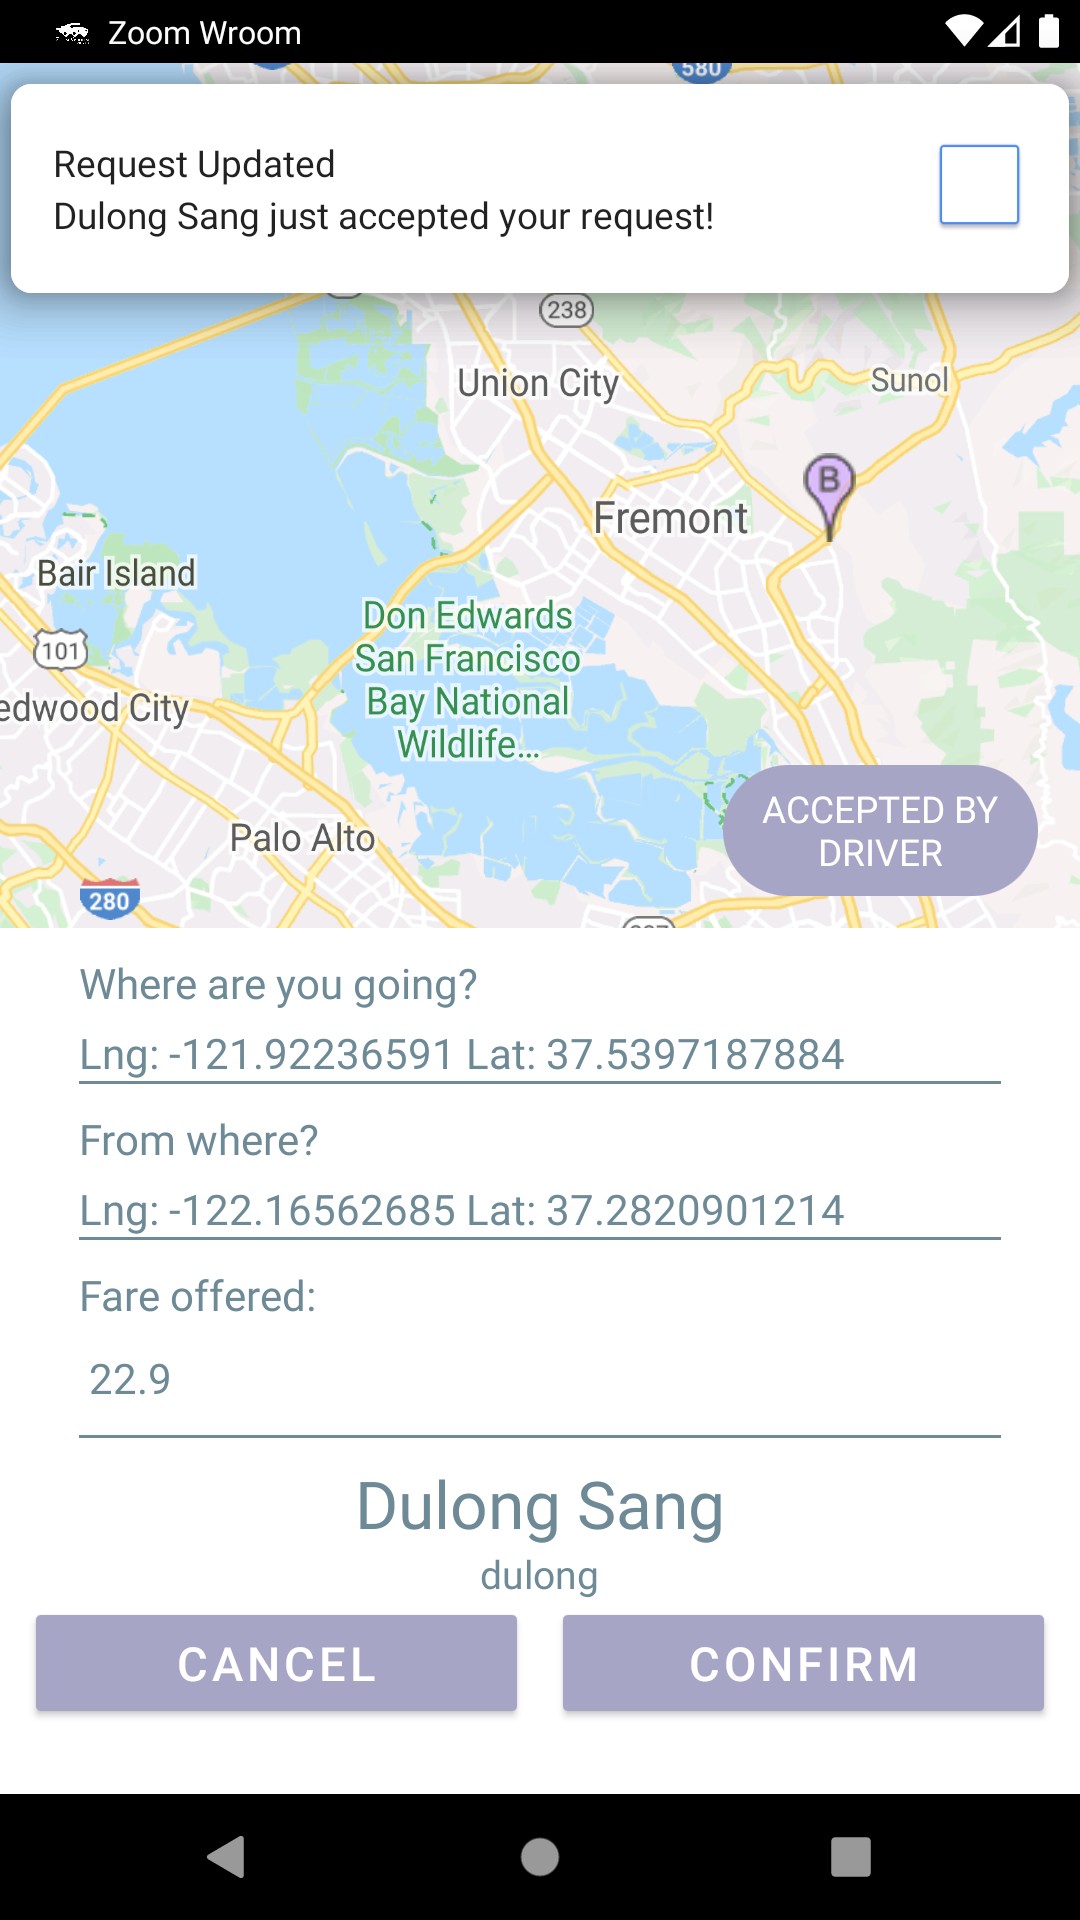 Zoom Wroom
580
Request Updated
Dulong Sang just accepted your request!
238
Union City
Sunol
B
Fremont
Bair Island
Don Edwards
San Francisco
Bay National
Wildlife...
101
edwood City
ACCEPTED BY
DRIVER
Palo Alto
280
Where are you going?
Lng: -121.92236591 Lat: 37.5397187884
From where?
Lng: -122.16562685 Lat: 37.2820901214
Fare offered:
22.9
Dulong Sang
dulong
CANCEL
CONFIRM